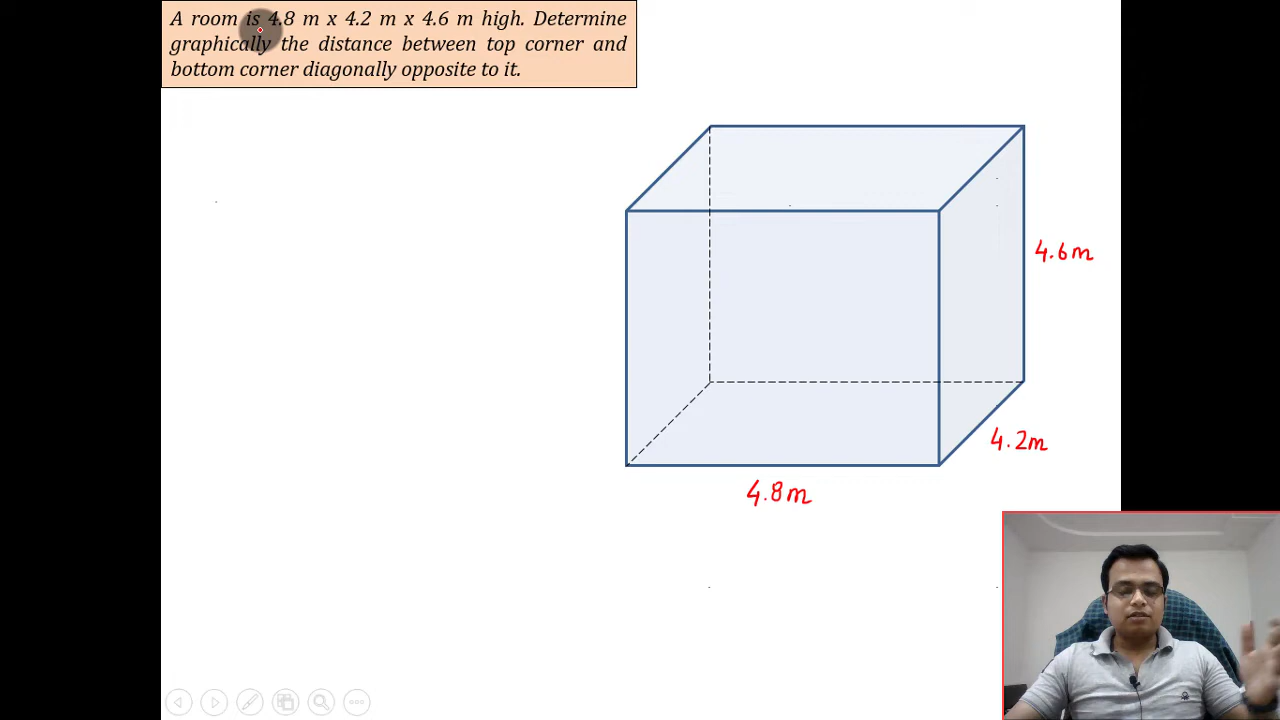 A room is 4.8 m x 4.2 m x 4.6 m high. Determine
graphically the distance between top corner and
bottom corner diagonally opposite to it.
4.6m
4.2m
4.8m